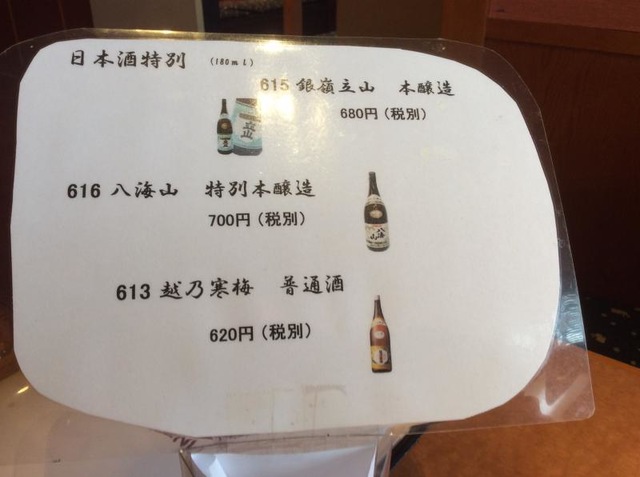 日本酒特別 (180mL)
615 銀嶺立山 本醸造
680円(税別)
616 八海山 特別本醸造
700円(税別)
613 越乃寒梅 普通酒
620円(税別)